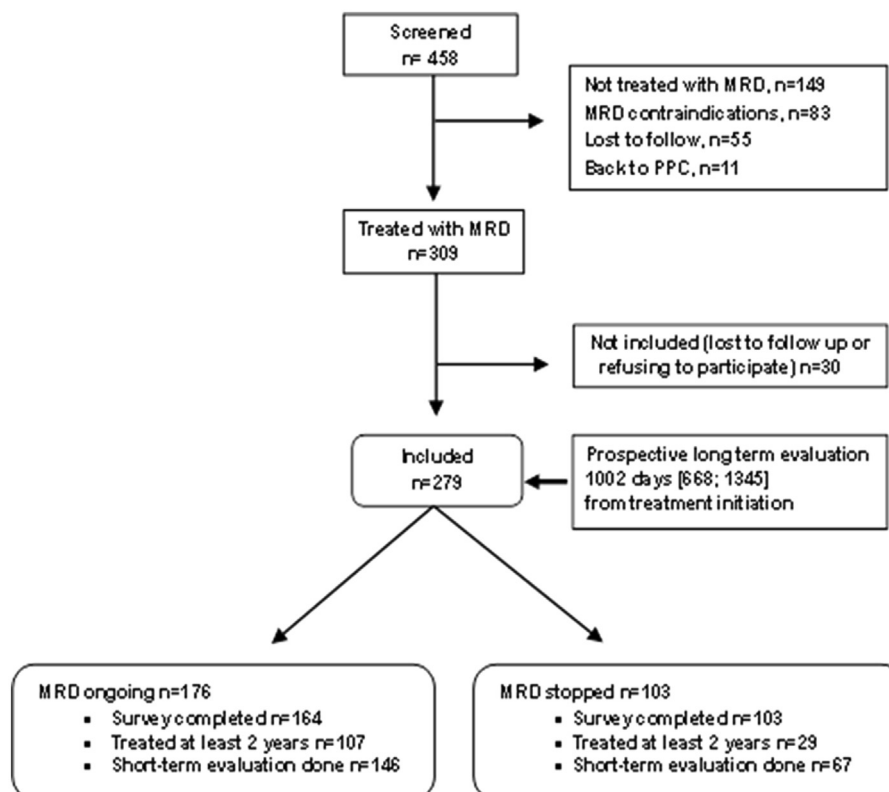 Screened
n= 458
Not treated with MRD, n=149
MRD contraindications, n=83
Lost to follow, n=55
Back to PPC, n=11
Treated with MRD
n=309
Not included (lost to follow up or
refusing to participate) n=30
Included
n=279
Prospective long term evaluation
1002 days [668; 1345]
from treatment initiation
MRD ongoing n=176
▪ Survey completed n=164
▪ Treated at least 2 years n=107
▪ Short-term evaluation done n=146
MRD stopped n=103
▪ Survey completed n=103
▪ Treated at least 2 years n=29
▪ Short-term evaluation done n=67